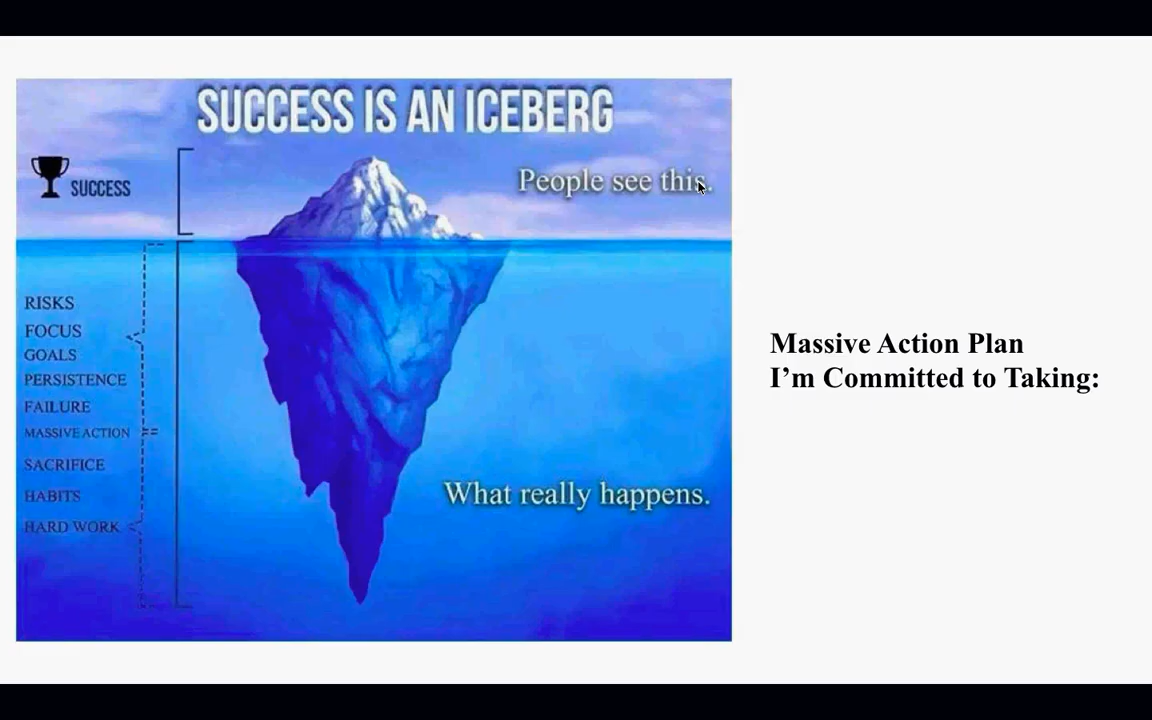 SUCCESS IS AN ICEBERG
SUCCESS
People see this.
RISKS
FOCUS
GOALS
PERSISTENCE
FAILURE
MASSIVE ACTION
SACRIFICE
HABITS
HARD WORK
What really happens.
Massive Action Plan
I’m Committed to Taking: